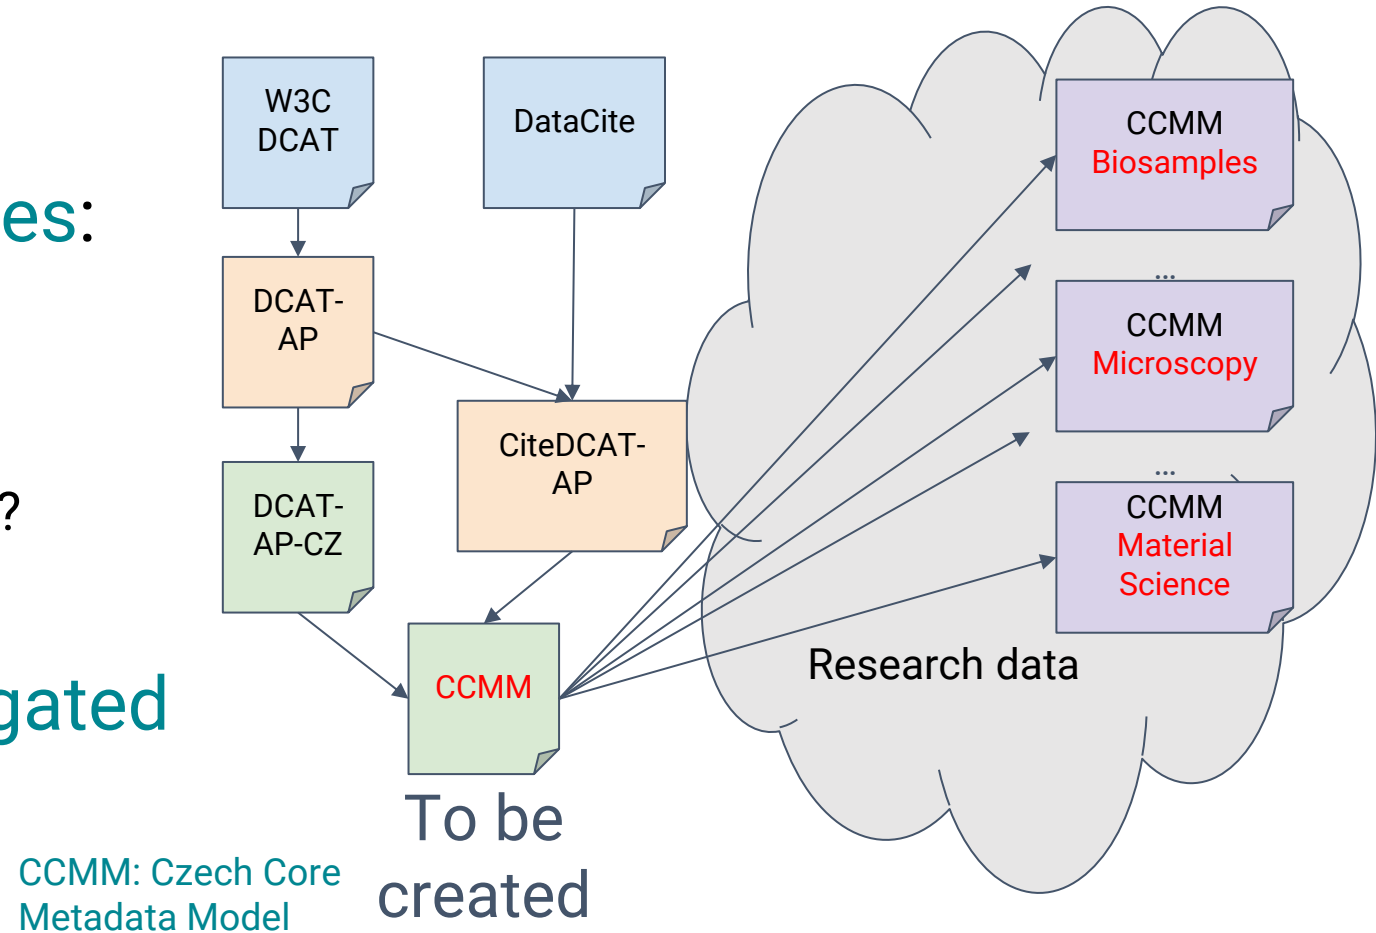 W3C
DCAT
DataCite
CCMM
Biosamples
es:
...
DCAT-
AP
CCMM
Microscopy
CiteDCAT-
AP
...
DCAT-
AP-CZ
?
CCMM
Material
Science
Research data
CCMM
gated
To be
created
CCMM: Czech Core
Metadata Model